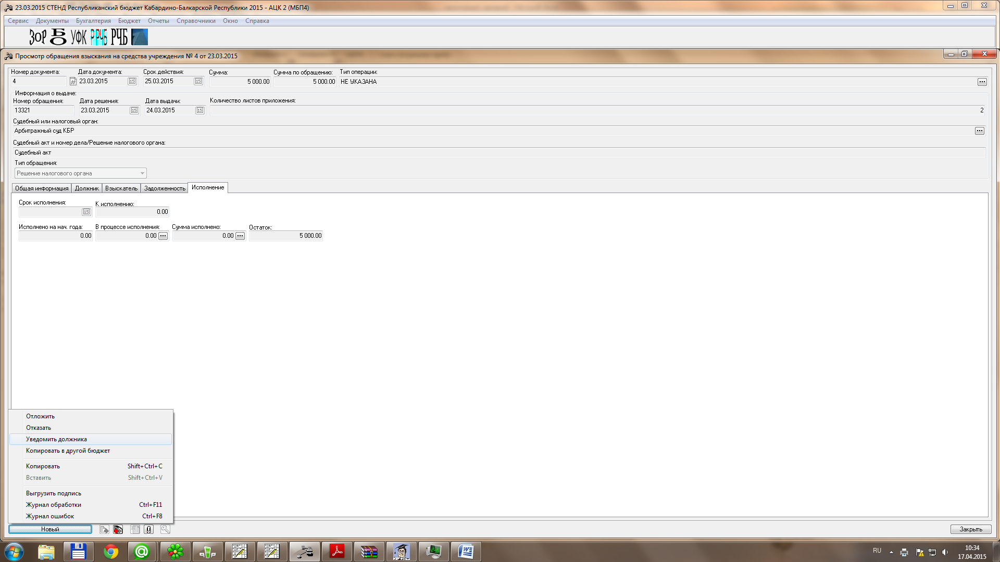 23.03.2015 СТЕНД Республиканский бюджет Кабардино-Балкарской Республики 2015 - АЦК 2 (МБП4)
Сервис Документы Бухгалтерия Бюджет Отчеты Справочники Окно Справка
ЗОР Б О УФК РРЧБ РЧБ
Просмотр обращения взыскания на средства учреждения № 4 от 23.03.2015
Номер документа: Дата документа: Срок действия: Сумма: Сумма по обращению: Тип операции:
4 # 23.03.2015 15 25.03.2015 15 5 000.00 5 000.00 НЕ УКАЗАНА ...
Информация о выдаче:
Номер обращения: Дата решения: Дата выдачи: Количество листов приложения:
13321 23.03.2015 15 24.03.2015 15 2
Судебный или налоговый орган:
Арбитражный суд КБР ...
Судебный акт и номер дела/Решение налогового органа:
Судебный акт
Тип обращения:
Решение налогового органа
Общая информация Должник Взыскатель Задолженность Исполнение
Срок исполнения: К исполнению:
15 0.00
Исполнено на нач. года: В процессе исполнения: Сумма исполнено: Остаток:
0.00 0.00 ... 0.00 ... 5 000.00
Отложить
Отказать
Уведомить должника
Копировать в другой бюджет
Копировать Shift+Ctrl+C
Вставить Shift+Ctrl+V
Выгрузить подпись
Журнал обработки Ctrl+F11
Журнал ошибок Ctrl+F8
Новый Закрыть
RU 10:34
17.04.2015